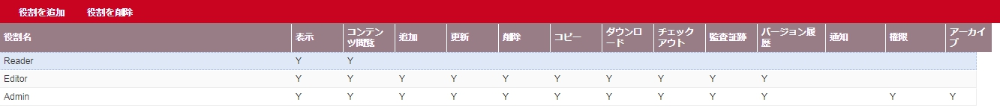 役割を追加 役割を削除
役割名 表示 コンテンツ閲覧 追加 更新 削除 コピー ダウンロード チェックアウト 監査証跡 バージョン履歴 通知 権限 アーカイブ
Reader Y Y
Editor Y Y Y Y Y Y Y Y Y Y
Admin Y Y Y Y Y Y Y Y Y Y Y Y